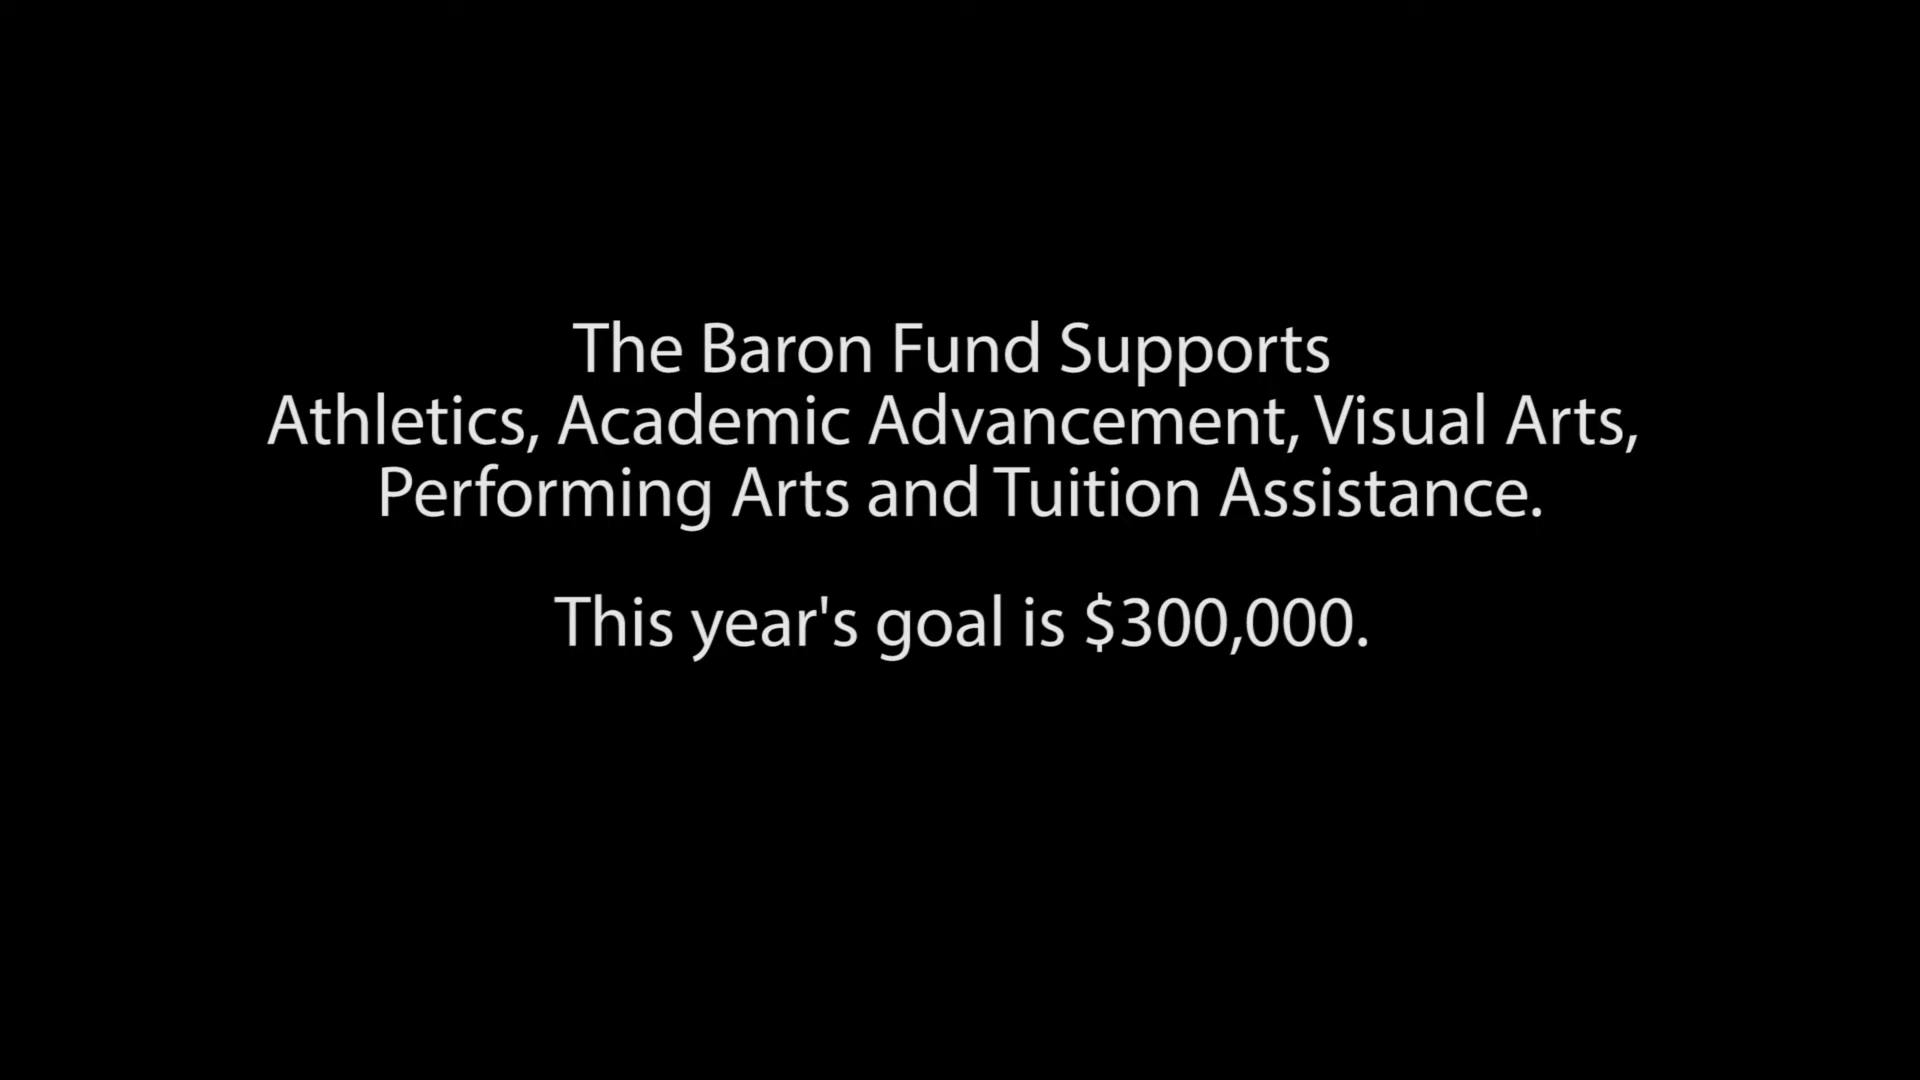 The Baron Fund Supports
Athletics, Academic Advancement, Visual Arts,
Performing Arts and Tuition Assistance.
This year's goal is $300,000.